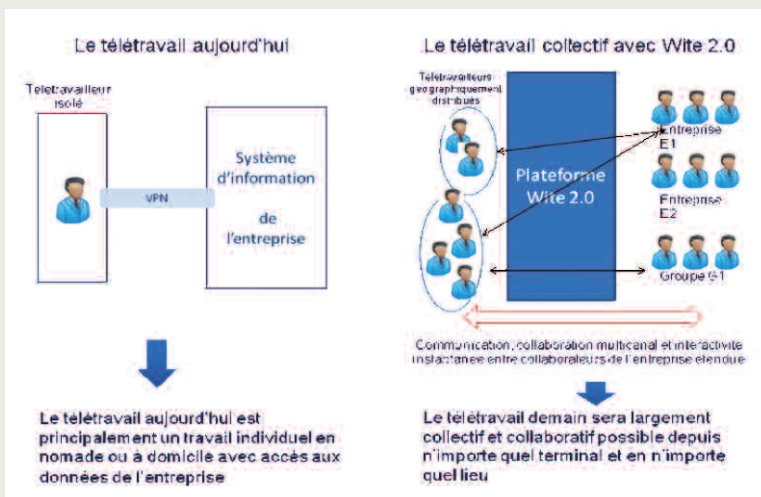 Le télétravail aujourd'hui
Télétravailleur
isolé
VPN
Système
d'information
de
l'entreprise
Le télétravail aujourd'hui est
principalement un travail individuel en
nomade ou à domicile avec accès aux
données de l'entreprise
Le télétravail collectif avec Wite 2.0
Télétravailleurs
géographiquement
distribués
Plateforme
Wite 2.0
Entreprise
E1
Entreprise
E2
Groupe G1
Communication, collaboration multicanal et interactivité
instantanée entre collaborateurs de l'entreprise étendue
Le télétravail demain sera largement
collectif et collaboratif possible depuis
n'importe quel terminal et en n'importe
quel lieu